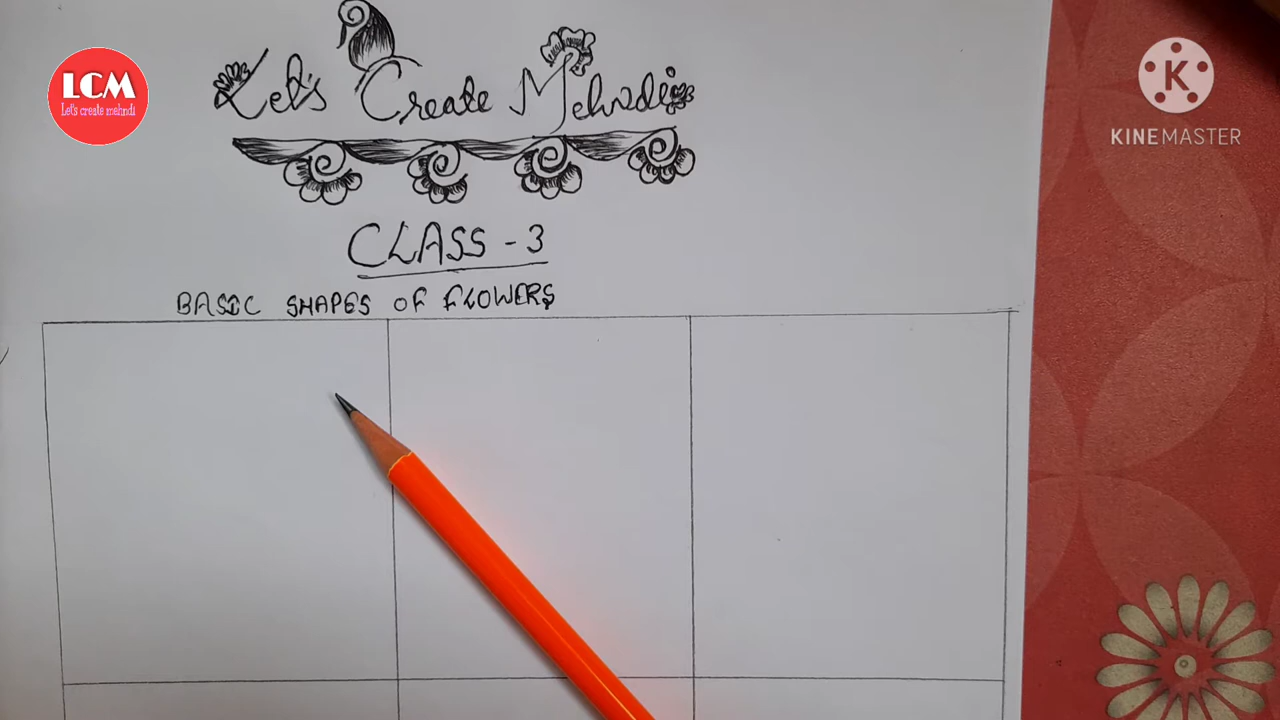 LCM
Let's create mehndi
K
KINEMASTER
Let's Create Mehndi
CLASS - 3
BASIC SHAPES OF FLOWERS